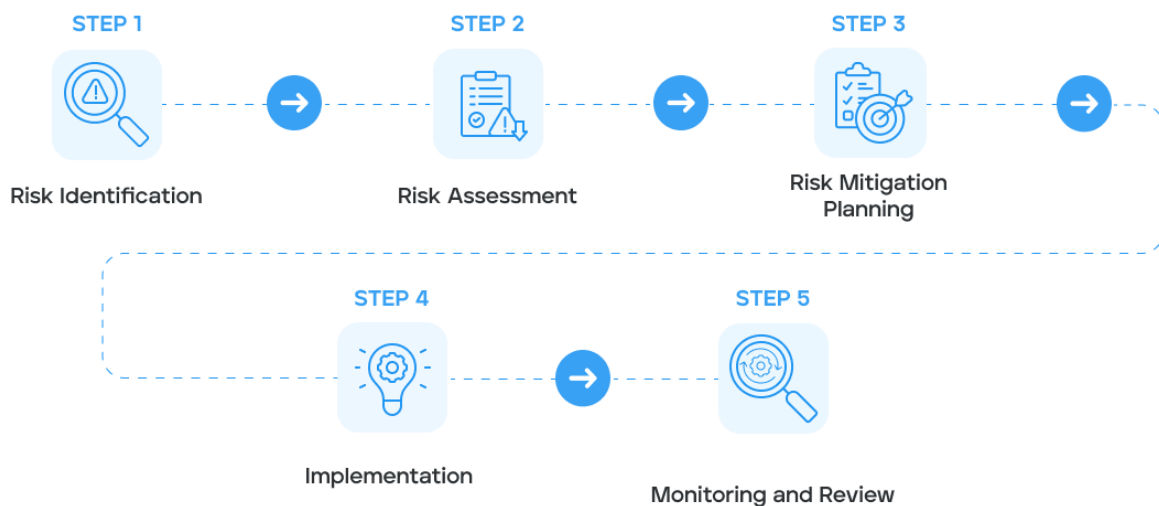 STEP 1
STEP 2
STEP 3
Risk Identification
Risk Assessment
Risk Mitigation
Planning
STEP 4
STEP 5
Implementation
Monitoring and Review